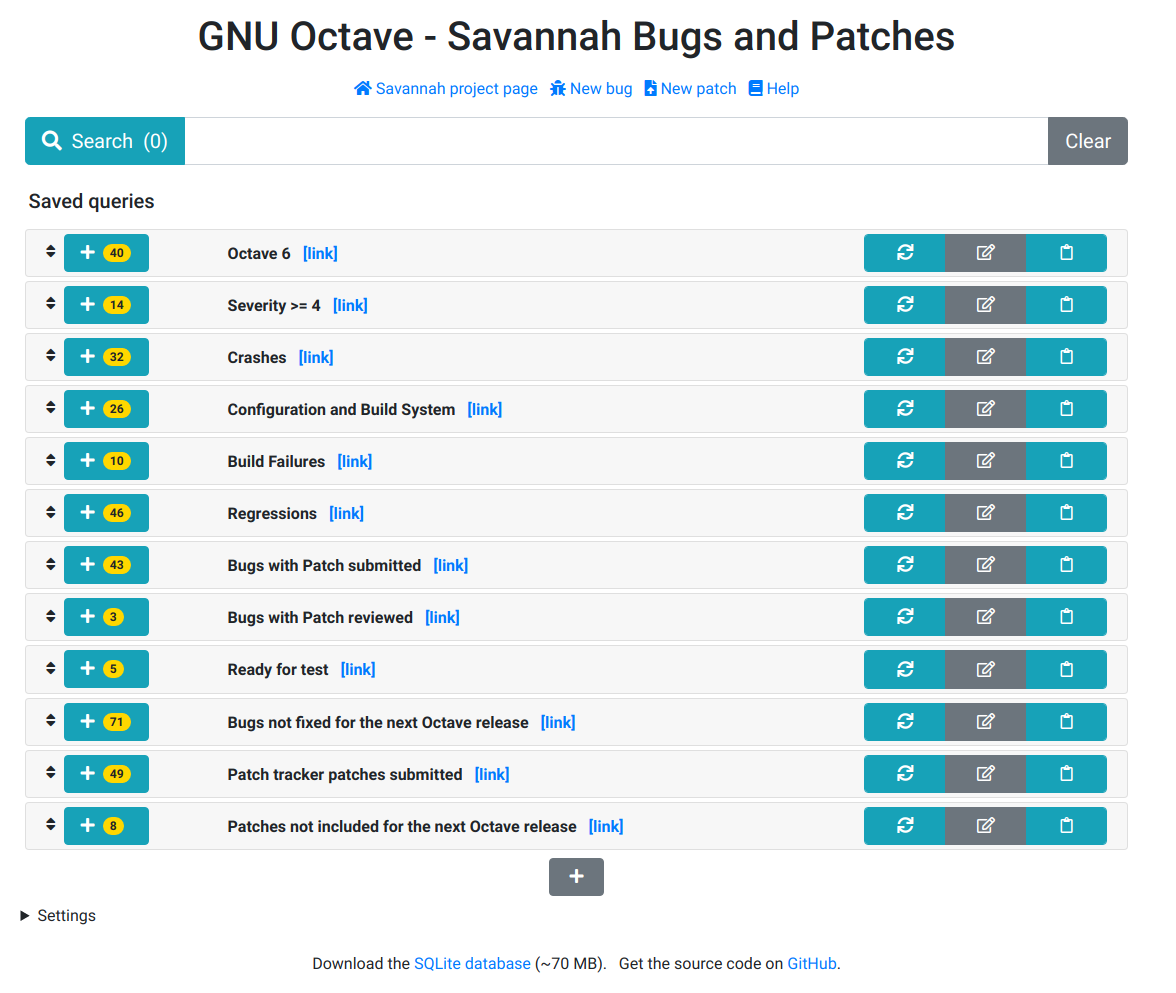 GNU Octave - Savannah Bugs and Patches
Savannah project page New bug New patch Help
Search (0) Clear
Saved queries
40 Octave 6 [link]
14 Severity >= 4 [link]
32 Crashes [link]
26 Configuration and Build System [link]
10 Build Failures [link]
46 Regressions [link]
43 Bugs with Patch submitted [link]
3 Bugs with Patch reviewed [link]
5 Ready for test [link]
71 Bugs not fixed for the next Octave release [link]
49 Patch tracker patches submitted [link]
8 Patches not included for the next Octave release [link]
Settings
Download the SQLite database (~70 MB). Get the source code on GitHub.